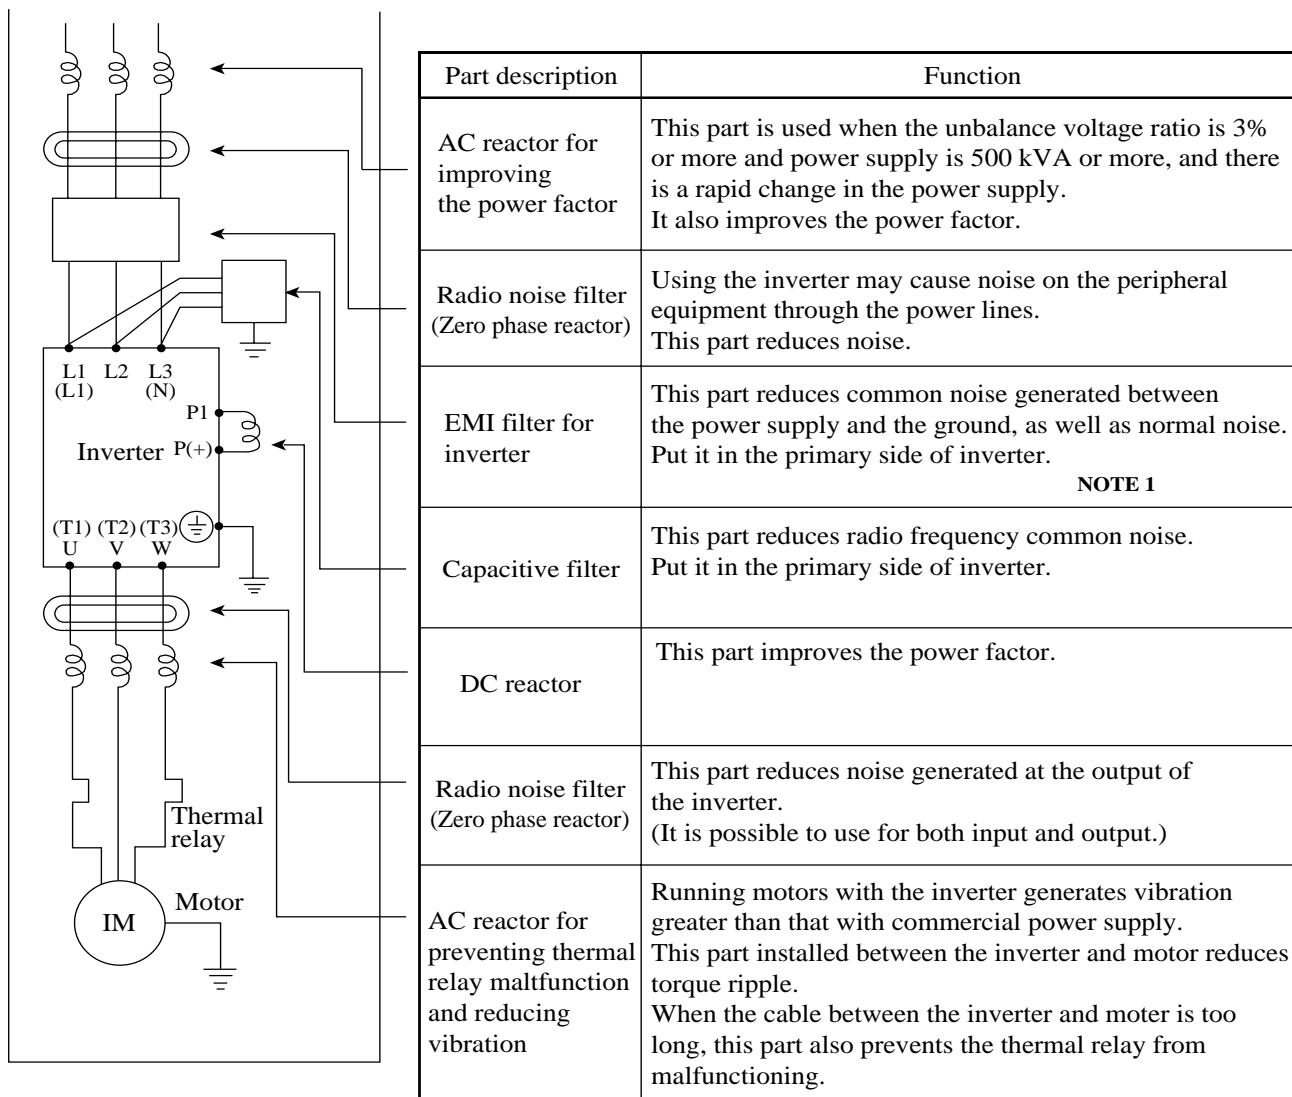 L1 L2 L3
(L1) (N)
P1
Inverter P(+)
(T1) (T2) (T3)
U V W
Thermal
relay
Motor
IM
Part description Function
AC reactor for
improving
the power factor
This part is used when the unbalance voltage ratio is 3%
or more and power supply is 500 kVA or more, and there
is a rapid change in the power supply.
It also improves the power factor.
Radio noise filter
(Zero phase reactor)
Using the inverter may cause noise on the peripheral
equipment through the power lines.
This part reduces noise.
EMI filter for
inverter
This part reduces common noise generated between
the power supply and the ground, as well as normal noise.
Put it in the primary side of inverter.
NOTE 1
Capacitive filter
This part reduces radio frequency common noise.
Put it in the primary side of inverter.
DC reactor
This part improves the power factor.
Radio noise filter
(Zero phase reactor)
This part reduces noise generated at the output of
the inverter.
(It is possible to use for both input and output.)
AC reactor for
preventing thermal
relay maltfunction
and reducing
vibration
Running motors with the inverter generates vibration
greater than that with commercial power supply.
This part installed between the inverter and motor reduces
torque ripple.
When the cable between the inverter and moter is too
long, this part also prevents the thermal relay from
malfunctioning.